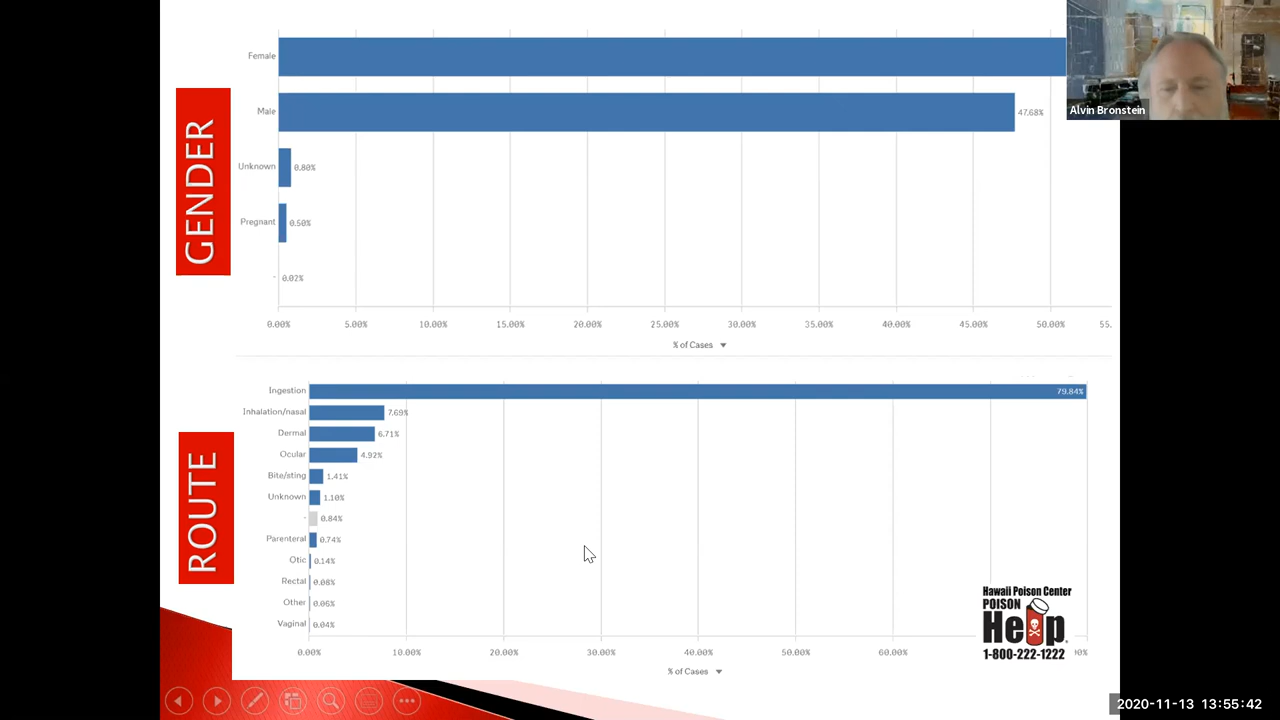 Female
Male
47.68%
Alvin Bronstein
GENDER
Unknown
0.80%
Pregnant
0.50%
-
0.02%
0.00%
5.00%
10.00%
15.00%
20.00%
25.00%
30.00%
35.00%
40.00%
45.00%
50.00%
55.
% of Cases
ROUTE
Ingestion
79.84%
Inhalation/nasal
7.69%
Dermal
6.71%
Ocular
4.92%
Bite/sting
1.41%
Unknown
1.10%
-
0.84%
Parenteral
0.74%
Otic
0.14%
Rectal
0.08%
Other
0.06%
Vaginal
0.04%
Hawaii Poison Center
POISON
Help®
1-800-222-1222
0.00%
10.00%
20.00%
30.00%
40.00%
50.00%
60.00%
% of Cases
2020-11-13 13:55:42